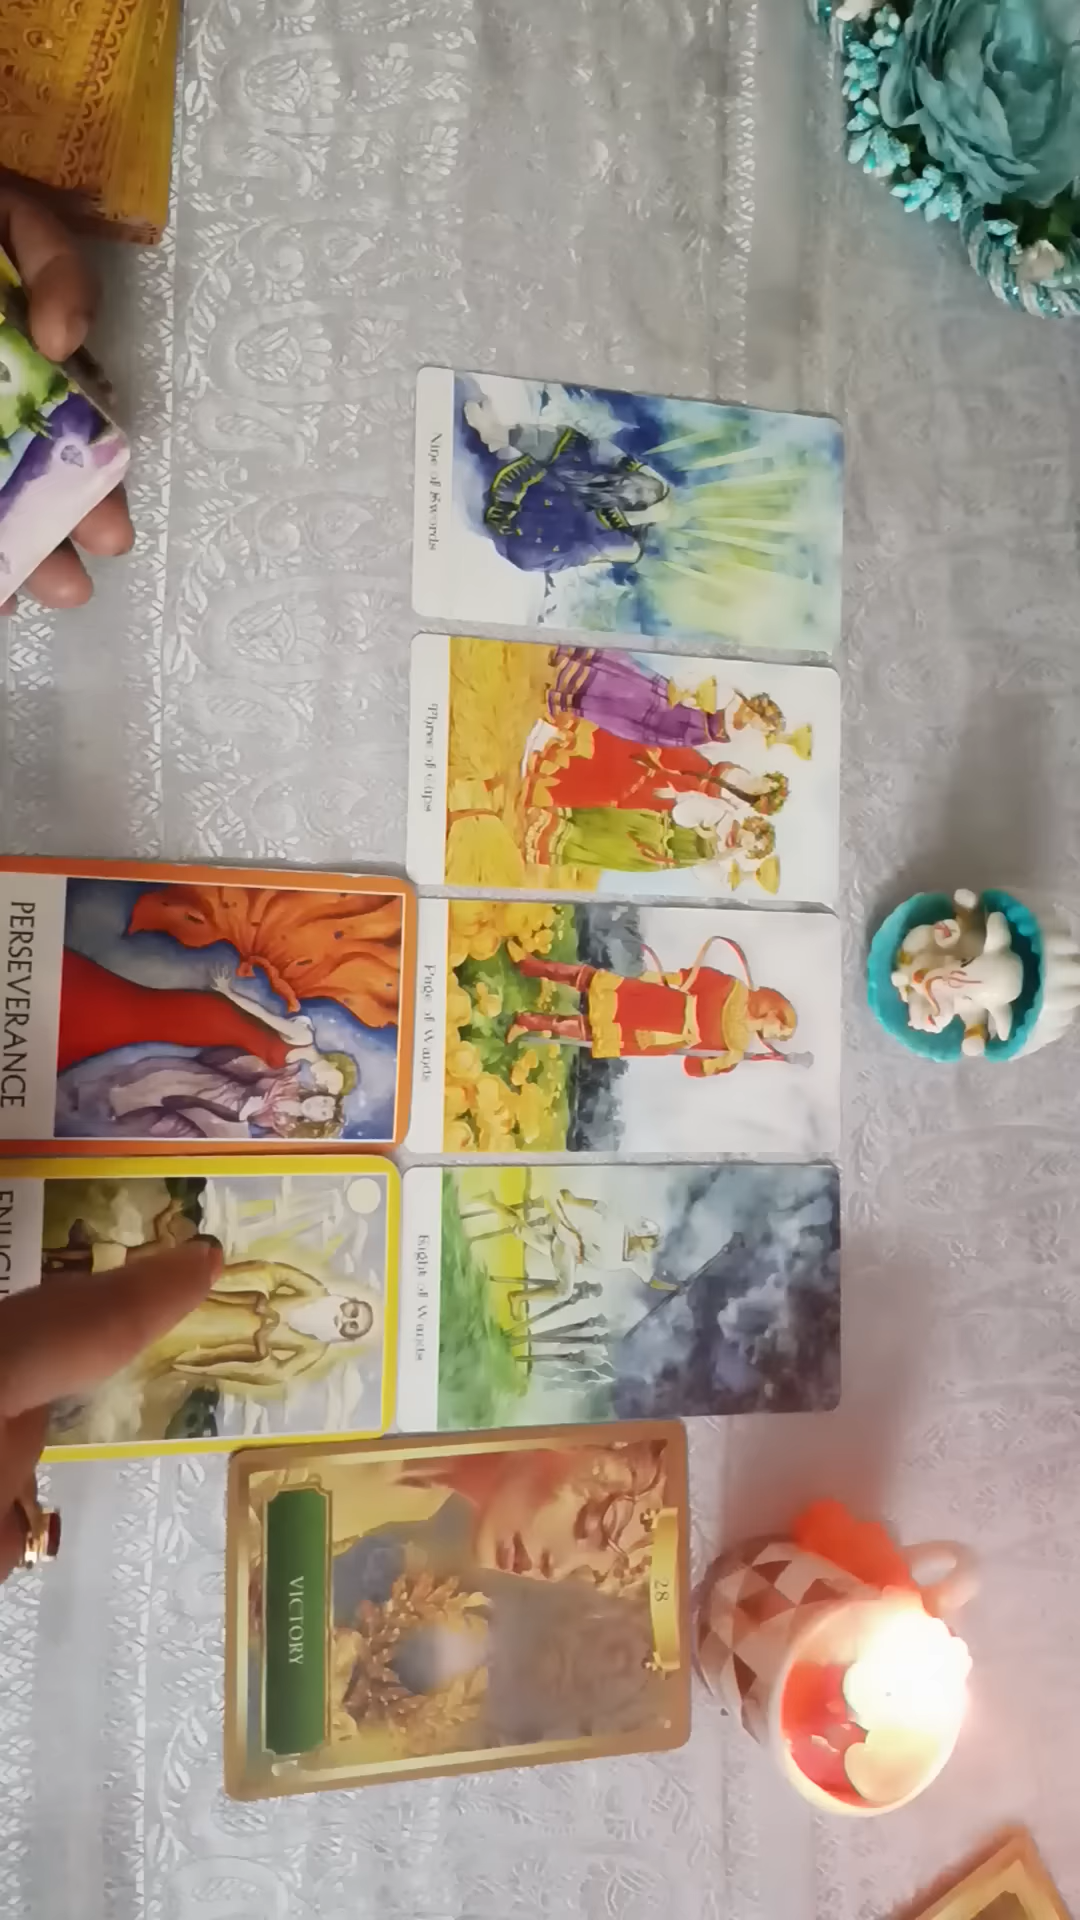 Nine of Swords
Three of Cups
Page of Wands
Eight of Wands
PERSEVERANCE
28
VICTORY